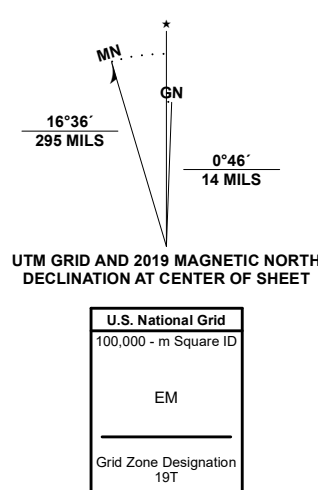 ★
MN
GN
16°36´
295 MILS
0°46´
14 MILS
UTM GRID AND 2019 MAGNETIC NORTH
DECLINATION AT CENTER OF SHEET
U.S. National Grid
100,000 - m Square ID
EM
Grid Zone Designation
19T